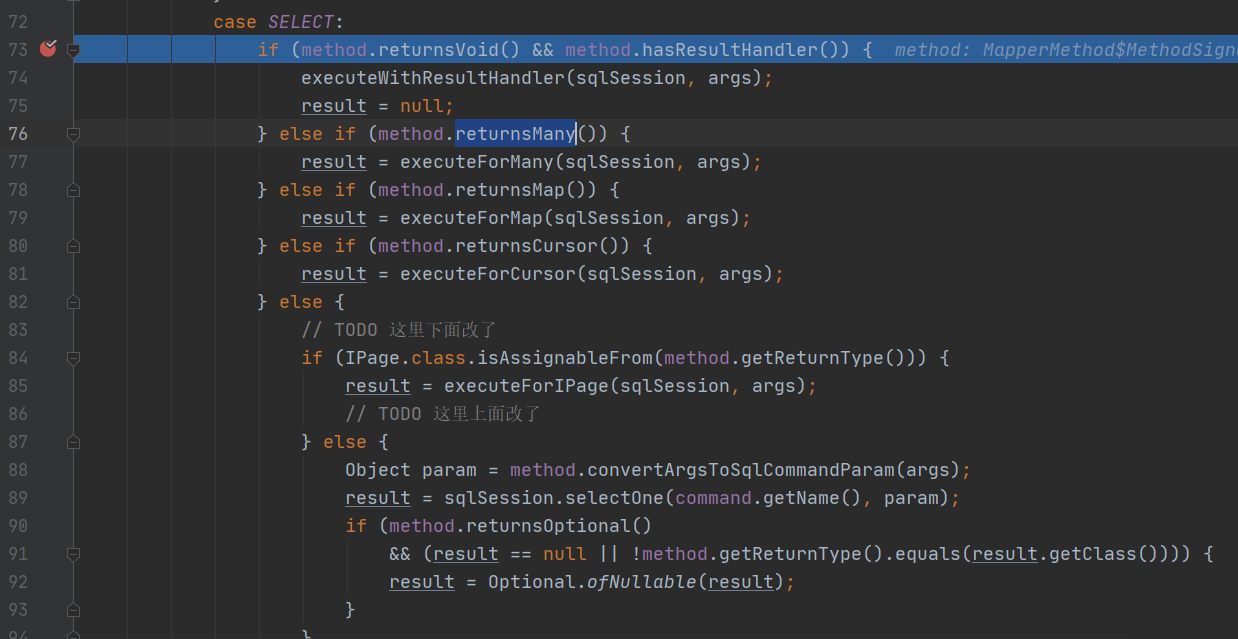 72 case SELECT:
73 if (method.returnsVoid() && method.hasResultHandler()) { method: MapperMethod$MethodSign
74 executeWithResultHandler(sqlSession, args);
75 result = null;
76 } else if (method.returnsMany()) {
77 result = executeForMany(sqlSession, args);
78 } else if (method.returnsMap()) {
79 result = executeForMap(sqlSession, args);
80 } else if (method.returnsCursor()) {
81 result = executeForCursor(sqlSession, args);
82 } else {
83 // TODO 这里下面改了
84 if (IPage.class.isAssignableFrom(method.getReturnType())) {
85 result = executeForIPage(sqlSession, args);
86 // TODO 这里上面改了
87 } else {
88 Object param = method.convertArgsToSqlCommandParam(args);
89 result = sqlSession.selectOne(command.getName(), param);
90 if (method.returnsOptional()
91 && (result == null || !method.getReturnType().equals(result.getClass()))) {
92 result = Optional.ofNullable(result);
93 }
94 }